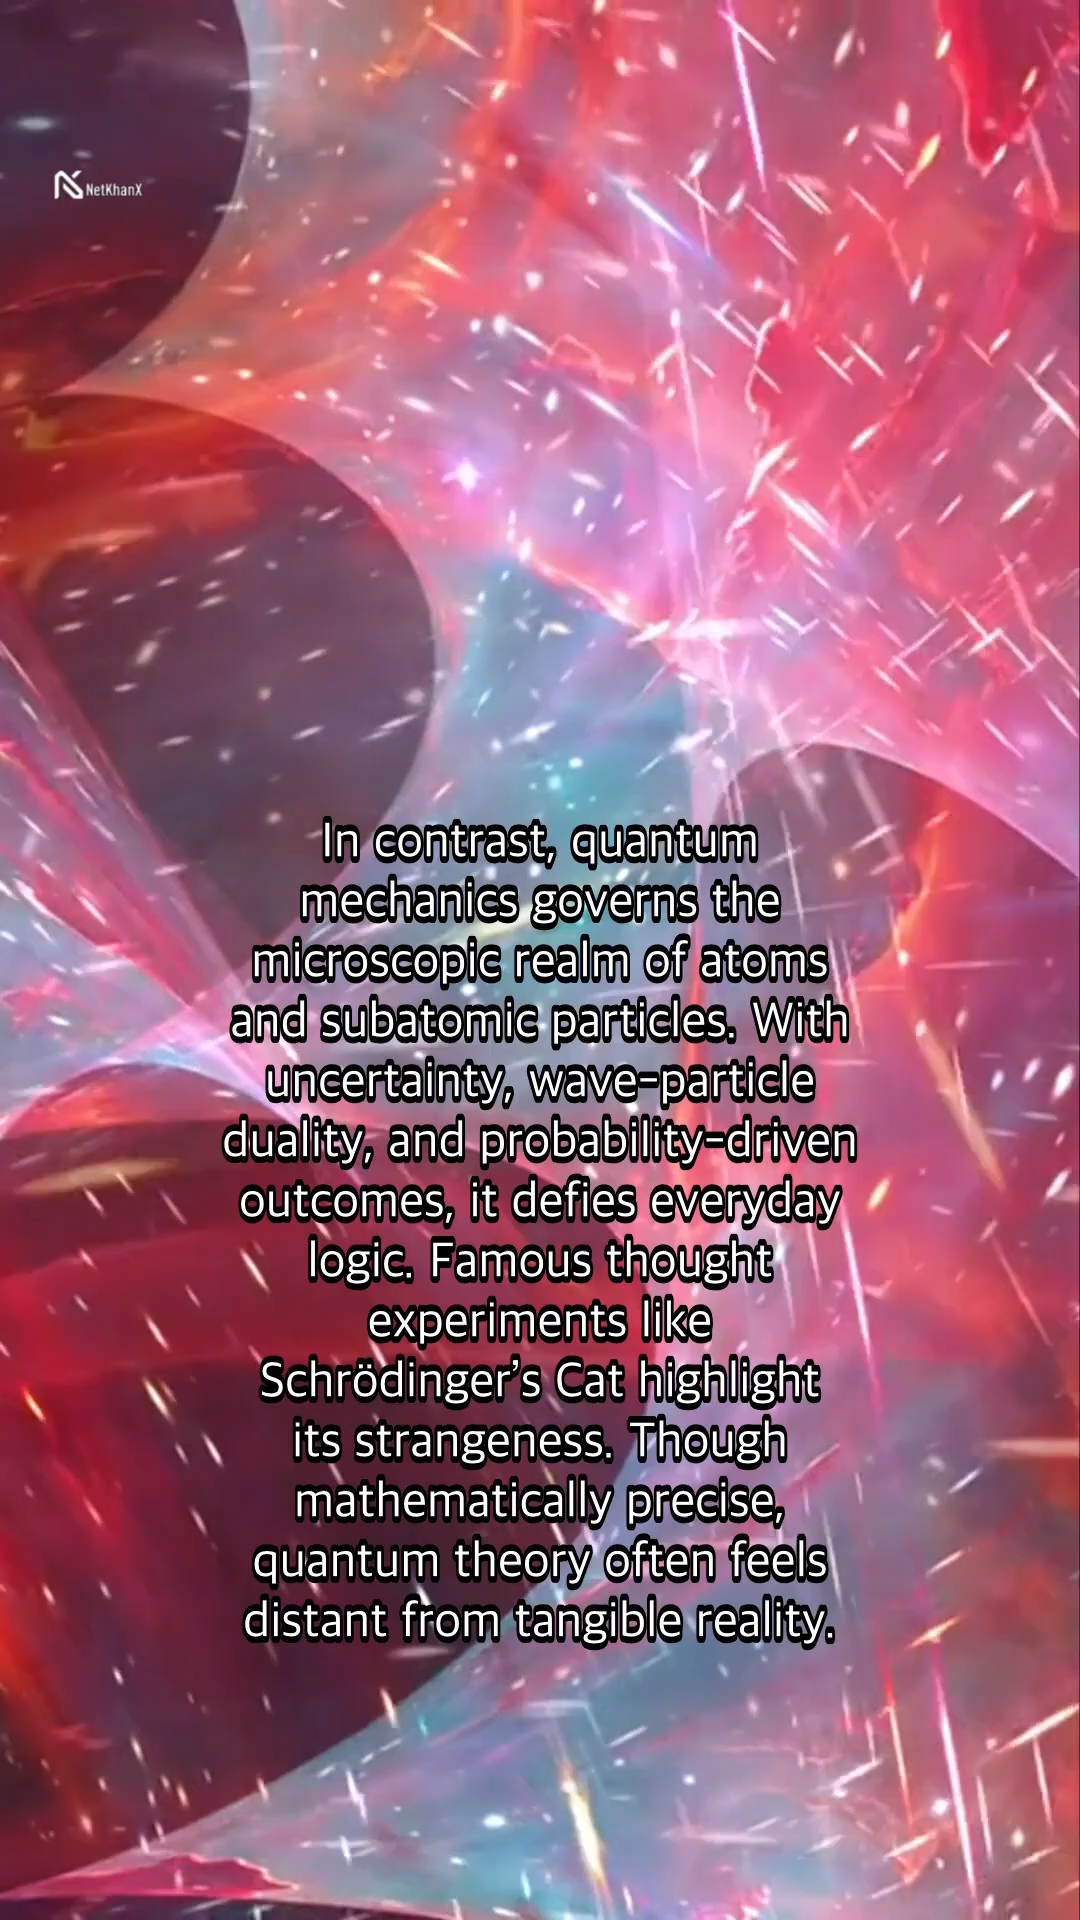 NetKhanX
In contrast, quantum
mechanics governs the
microscopic realm of atoms
and subatomic particles. With
uncertainty, wave-particle
duality, and probability-driven
outcomes, it defies everyday
logic. Famous thought
experiments like
Schrödinger’s Cat highlight
its strangeness. Though
mathematically precise,
quantum theory often feels
distant from tangible reality.